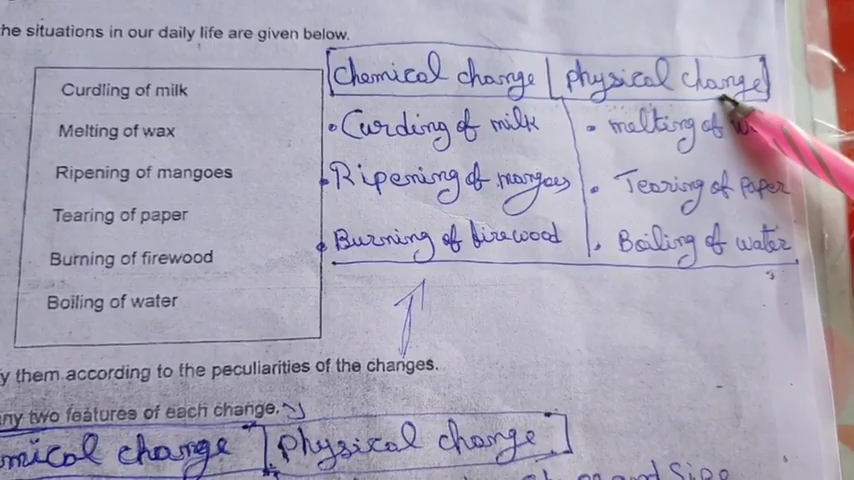 he situations in our daily life are given below.
Curdling of milk
Melting of wax
Ripening of mangoes
Tearing of paper
Burning of firewood
Boiling of water
Chemical change | physical change
• Curding of milk • melting of
• Ripening of mangoes • Tearing of paper
• Burning of firewood • Boiling of water
y them according to the peculiarities of the changes.
ny two features of each change.
mical change | physical change
and Size